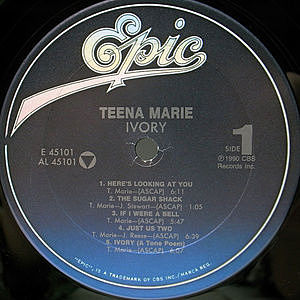 Epic
TEENA MARIE
IVORY
E 45101
AL 45101
SIDE 1
℗ 1990 CBS
Records Inc.
1. HERE'S LOOKING AT YOU
T. Marie—(ASCAP) 6:11
2. THE SUGAR SHACK
T. Marie—J. Stewart—(ASCAP) 1:05
3. IF I WERE A BELL
T. Marie—(ASCAP) 5:47
4. JUST US TWO
T. Marie—J. Reese—(ASCAP) 6:39
5. IVORY (A Tone Poem)
T. Marie—(ASCAP) 6:07
"EPIC", IS A TRADEMARK OF CBS INC./MARCA REG.